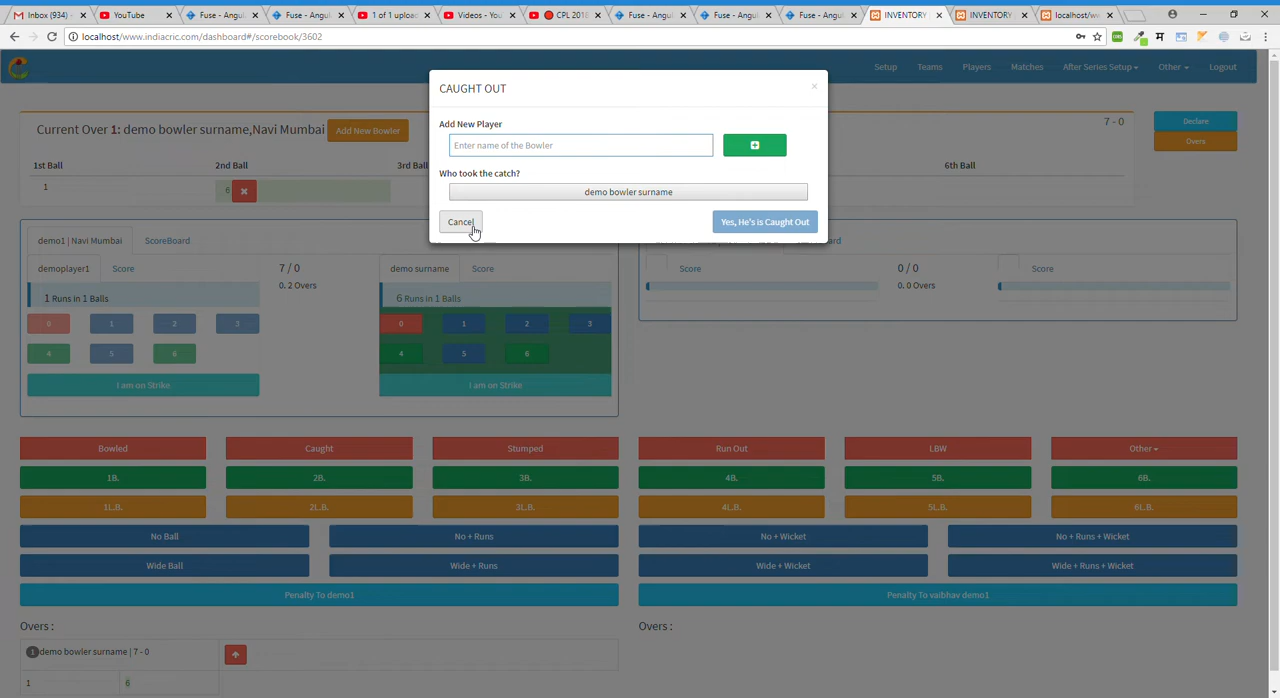 Inbox (934)
YouTube
Fuse - Angul
Fuse - Angul
1 of 1 upload
Videos - You
CPL 2018
Fuse - Angul
Fuse - Angul
Fuse - Angul
INVENTORY
INVENTORY
localhost/w
localhost/www.indiacric.com/dashboard#/scorebook/3602
Setup
Teams
Players
Matches
After Series Setup
Other
Logout
CAUGHT OUT
×
Add New Player
Enter name of the Bowler
Who took the catch?
demo bowler surname
Cancel
Yes, He's is Caught Out
Current Over 1: demo bowler surname,Navi Mumbai
Add New Bowler
7 - 0
Declare
Overs
1st Ball
2nd Ball
3rd Ball
6th Ball
1
6
demo1 | Navi Mumbai
ScoreBoard
demoplayer1
Score
7 / 0
0. 2 Overs
demo surname
Score
Score
0 / 0
0. 0 Overs
Score
1 Runs in 1 Balls
6 Runs in 1 Balls
0 1 2 3
0 1 2 3
4 5 6
4 5 6
I am on Strike
I am on Strike
Bowled
Caught
Stumped
Run Out
LBW
Other
1B.
2B.
3B.
4B.
5B.
6B.
1L.B.
2L.B.
3L.B.
4L.B.
5L.B.
6L.B.
No Ball
No + Runs
No + Wicket
No + Runs + Wicket
Wide Ball
Wide + Runs
Wide + Wicket
Wide + Runs + Wicket
Penalty To demo1
Penalty To vaibhav demo1
Overs :
Overs :
1 demo bowler surname | 7 - 0
1
6